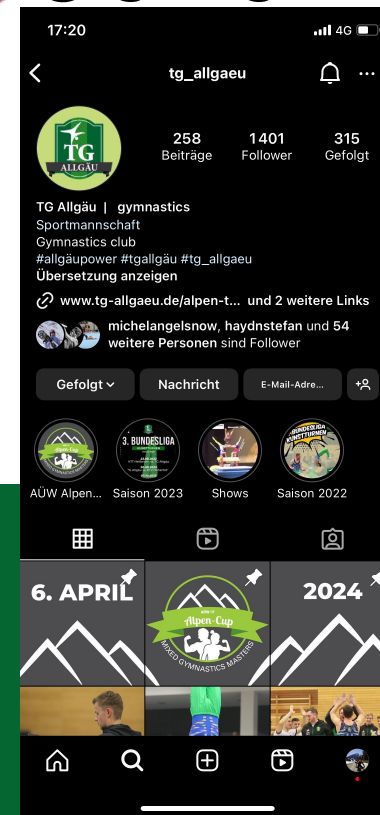 17:20
4G
tg_allgaeu
TG
ALLGÄU
258
Beiträge
1401
Follower
315
Gefolgt
TG Allgäu | gymnastics
Sportmannschaft
Gymnastics club
#allgäupower #tgallgäu #tg_allgaeu
Übersetzung anzeigen
www.tg-allgaeu.de/alpen-t... und 2 weitere Links
michelangelsnow, haydnstefan und 54
weitere Personen sind Follower
Gefolgt
Nachricht
E-Mail-Adre...
Alpen-Cup
3. BUNDESLIGA
BUNDESLIGA
KUNSTTURNEN
AÜW Alpen...
Saison 2023
Shows
Saison 2022
6. APRIL
AÜW
Alpen-Cup
MIXED GYMNASTICS MASTERS
2024